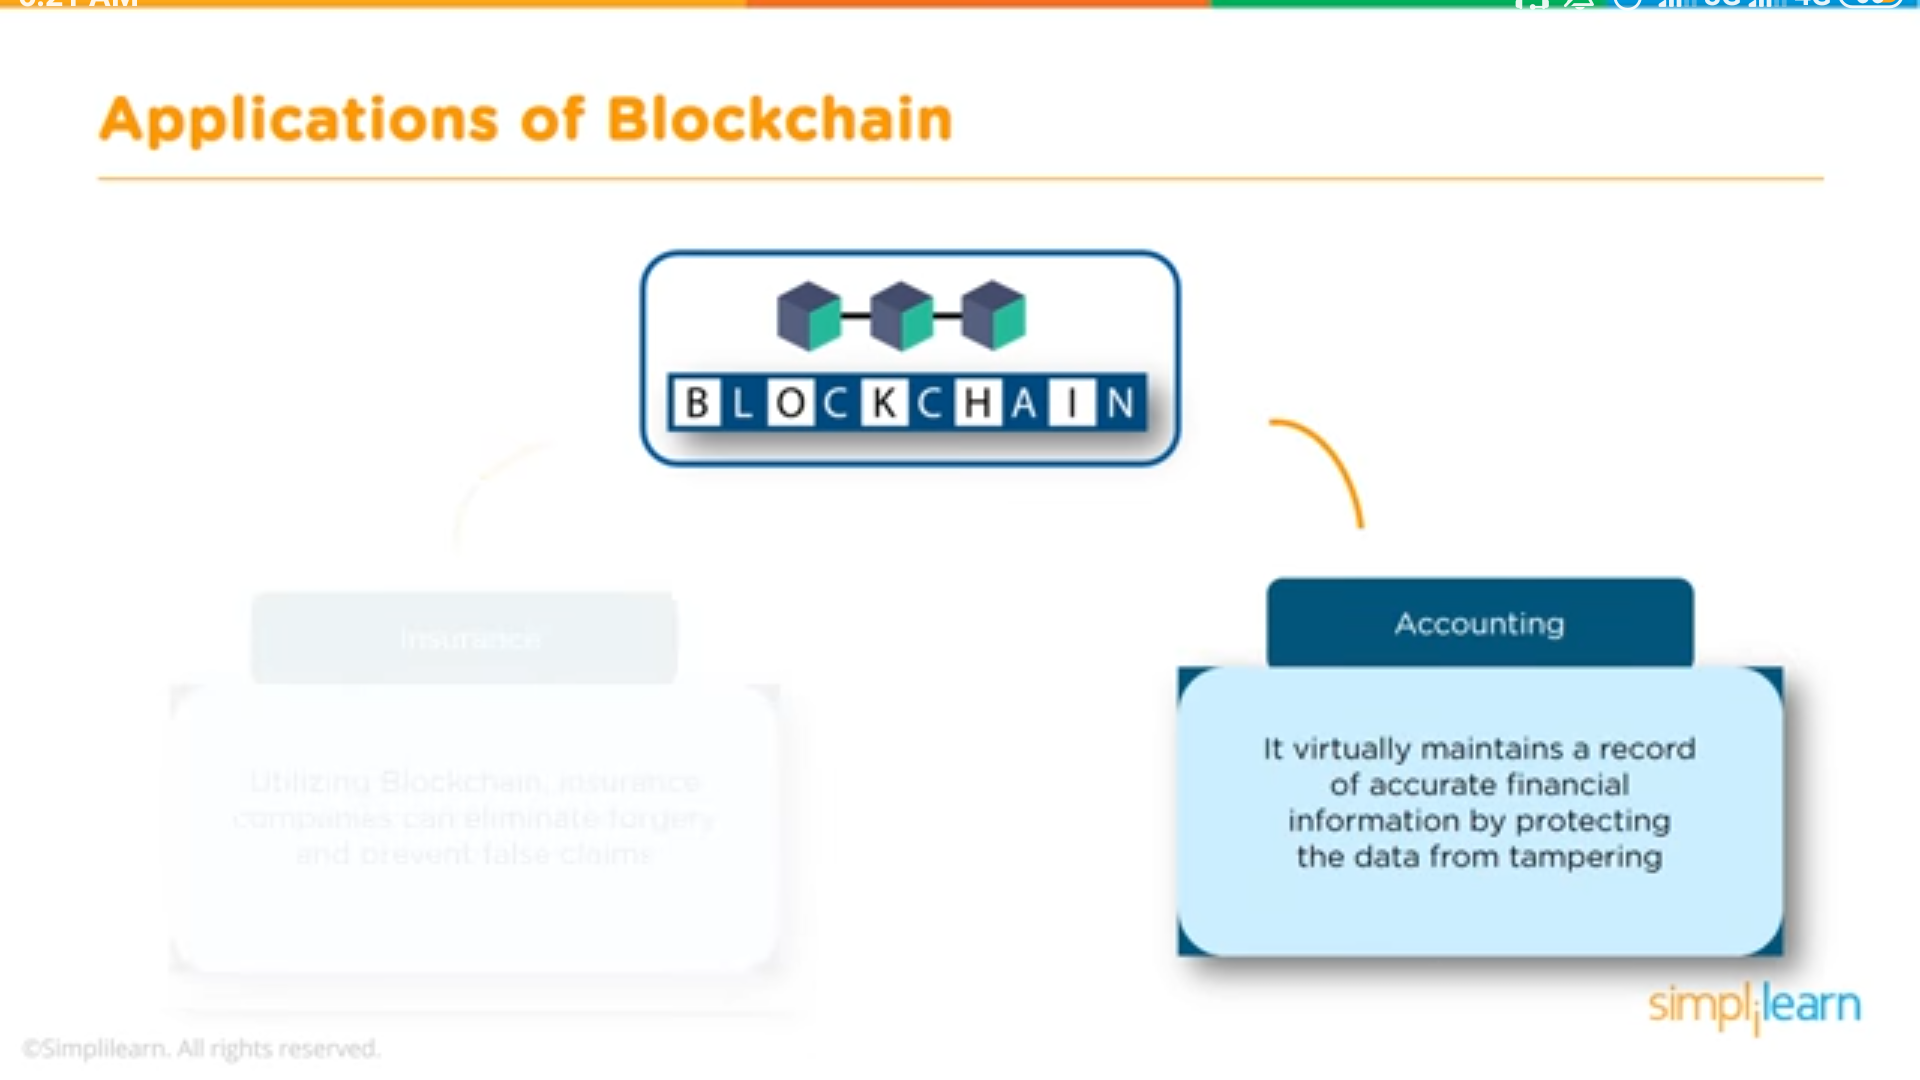 Applications of Blockchain
BLOCKCHAIN
Insurance
Utilizing Blockchain, insurance
companies can eliminate forgery
and prevent false claims
Accounting
It virtually maintains a record
of accurate financial
information by protecting
the data from tampering
simplilearn
©Simplilearn. All rights reserved.